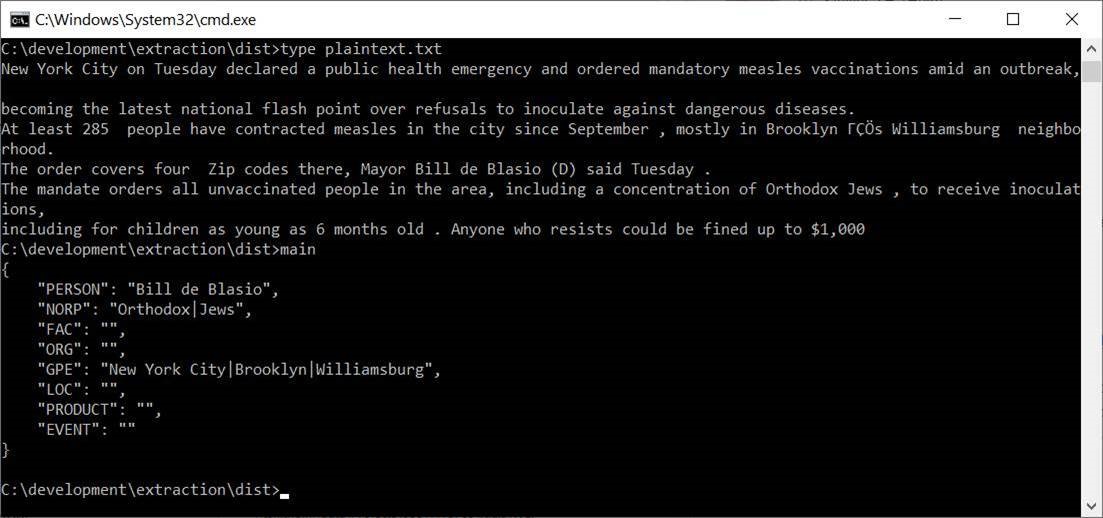 C:\Windows\System32\cmd.exe
C:\development\extraction\dist>type plaintext.txt
New York City on Tuesday declared a public health emergency and ordered mandatory measles vaccinations amid an outbreak,
becoming the latest national flash point over refusals to inoculate against dangerous diseases.
At least 285  people have contracted measles in the city since September , mostly in Brooklyn ΓÇÖs Williamsburg  neighbo
rhood.
The order covers four  Zip codes there, Mayor Bill de Blasio (D) said Tuesday .
The mandate orders all unvaccinated people in the area, including a concentration of Orthodox Jews , to receive inoculat
ions,
including for children as young as 6 months old . Anyone who resists could be fined up to $1,000
C:\development\extraction\dist>main
{
    "PERSON": "Bill de Blasio",
    "NORP": "Orthodox|Jews",
    "FAC": "",
    "ORG": "",
    "GPE": "New York City|Brooklyn|Williamsburg",
    "LOC": "",
    "PRODUCT": "",
    "EVENT": ""
}
C:\development\extraction\dist>